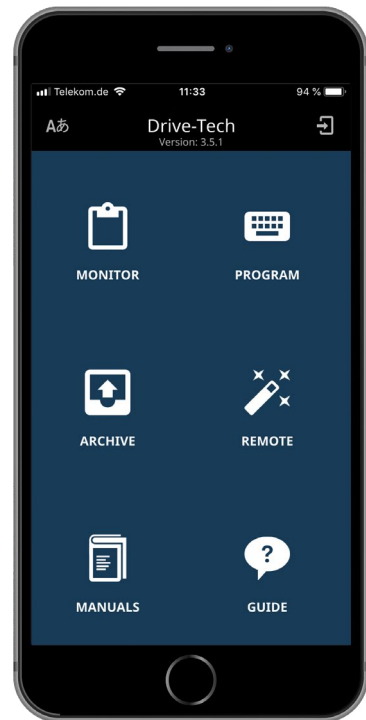 Telekom.de 11:33 94 %
Aあ Drive-Tech
Version: 3.5.1
MONITOR PROGRAM
ARCHIVE REMOTE
?
MANUALS GUIDE